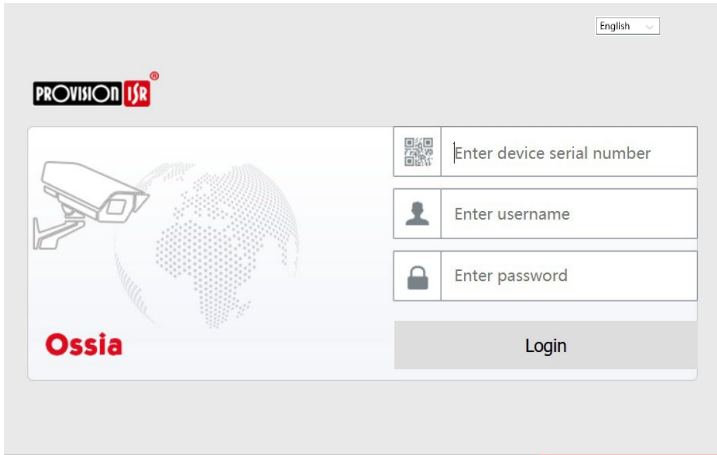 English
PROVISION ISR®
Enter device serial number
Enter username
Enter password
Ossia
Login